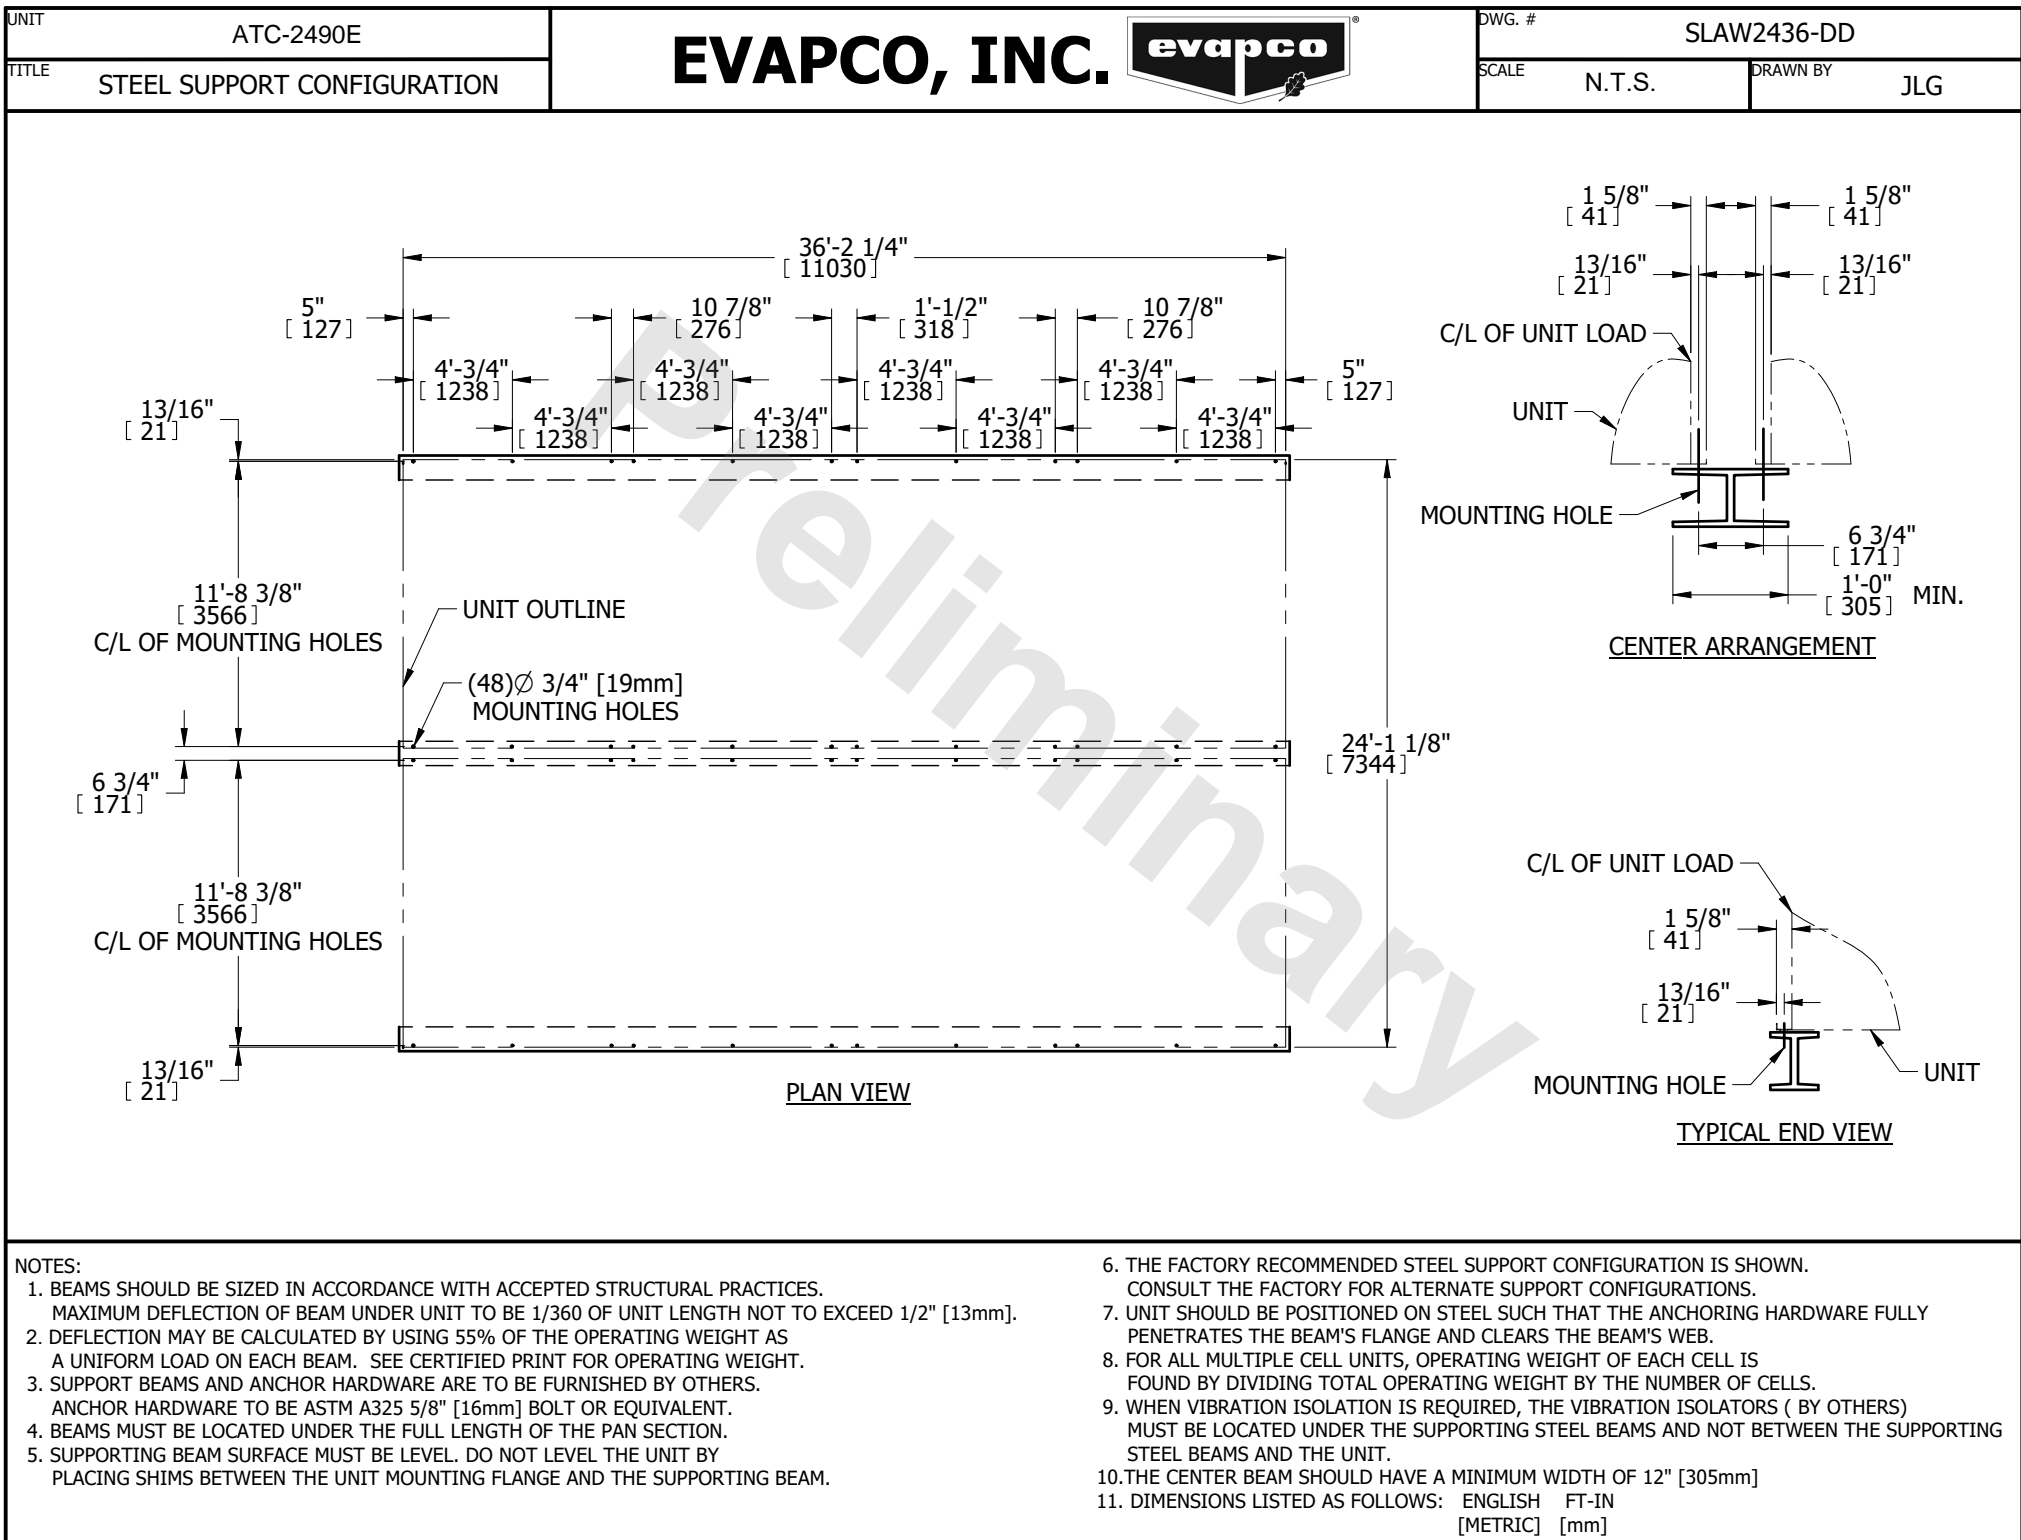 UNIT
ATC-2490E
TITLE
STEEL SUPPORT CONFIGURATION
EVAPCO, INC.
evapco
®
DWG. #
SLAW2436-DD
SCALE
N.T.S.
DRAWN BY
JLG
36'-2 1/4"
[ 11030]
5"
[ 127]
10 7/8"
[ 276]
1'-1/2"
[ 318]
10 7/8"
[ 276]
4'-3/4"
[ 1238]
4'-3/4"
[ 1238]
4'-3/4"
[ 1238]
4'-3/4"
[ 1238]
5"
[ 127]
4'-3/4"
[ 1238]
4'-3/4"
[ 1238]
4'-3/4"
[ 1238]
4'-3/4"
[ 1238]
13/16"
[ 21]
11'-8 3/8"
[ 3566]
C/L OF MOUNTING HOLES
UNIT OUTLINE
(48)Ø 3/4" [19mm]
MOUNTING HOLES
6 3/4"
[ 171]
24'-1 1/8"
[ 7344]
11'-8 3/8"
[ 3566]
C/L OF MOUNTING HOLES
13/16"
[ 21]
PLAN VIEW
Preliminary
1 5/8"
[ 41]
1 5/8"
[ 41]
13/16"
[ 21]
13/16"
[ 21]
C/L OF UNIT LOAD
UNIT
MOUNTING HOLE
6 3/4"
[ 171]
1'-0"
[ 305] MIN.
CENTER ARRANGEMENT
C/L OF UNIT LOAD
1 5/8"
[ 41]
13/16"
[ 21]
MOUNTING HOLE
UNIT
TYPICAL END VIEW
NOTES:
1. BEAMS SHOULD BE SIZED IN ACCORDANCE WITH ACCEPTED STRUCTURAL PRACTICES.
MAXIMUM DEFLECTION OF BEAM UNDER UNIT TO BE 1/360 OF UNIT LENGTH NOT TO EXCEED 1/2" [13mm].
2. DEFLECTION MAY BE CALCULATED BY USING 55% OF THE OPERATING WEIGHT AS
A UNIFORM LOAD ON EACH BEAM. SEE CERTIFIED PRINT FOR OPERATING WEIGHT.
3. SUPPORT BEAMS AND ANCHOR HARDWARE ARE TO BE FURNISHED BY OTHERS.
ANCHOR HARDWARE TO BE ASTM A325 5/8" [16mm] BOLT OR EQUIVALENT.
4. BEAMS MUST BE LOCATED UNDER THE FULL LENGTH OF THE PAN SECTION.
5. SUPPORTING BEAM SURFACE MUST BE LEVEL. DO NOT LEVEL THE UNIT BY
PLACING SHIMS BETWEEN THE UNIT MOUNTING FLANGE AND THE SUPPORTING BEAM.
6. THE FACTORY RECOMMENDED STEEL SUPPORT CONFIGURATION IS SHOWN.
CONSULT THE FACTORY FOR ALTERNATE SUPPORT CONFIGURATIONS.
7. UNIT SHOULD BE POSITIONED ON STEEL SUCH THAT THE ANCHORING HARDWARE FULLY
PENETRATES THE BEAM'S FLANGE AND CLEARS THE BEAM'S WEB.
8. FOR ALL MULTIPLE CELL UNITS, OPERATING WEIGHT OF EACH CELL IS
FOUND BY DIVIDING TOTAL OPERATING WEIGHT BY THE NUMBER OF CELLS.
9. WHEN VIBRATION ISOLATION IS REQUIRED, THE VIBRATION ISOLATORS ( BY OTHERS)
MUST BE LOCATED UNDER THE SUPPORTING STEEL BEAMS AND NOT BETWEEN THE SUPPORTING
STEEL BEAMS AND THE UNIT.
10.THE CENTER BEAM SHOULD HAVE A MINIMUM WIDTH OF 12" [305mm]
11. DIMENSIONS LISTED AS FOLLOWS: ENGLISH FT-IN
[METRIC] [mm]